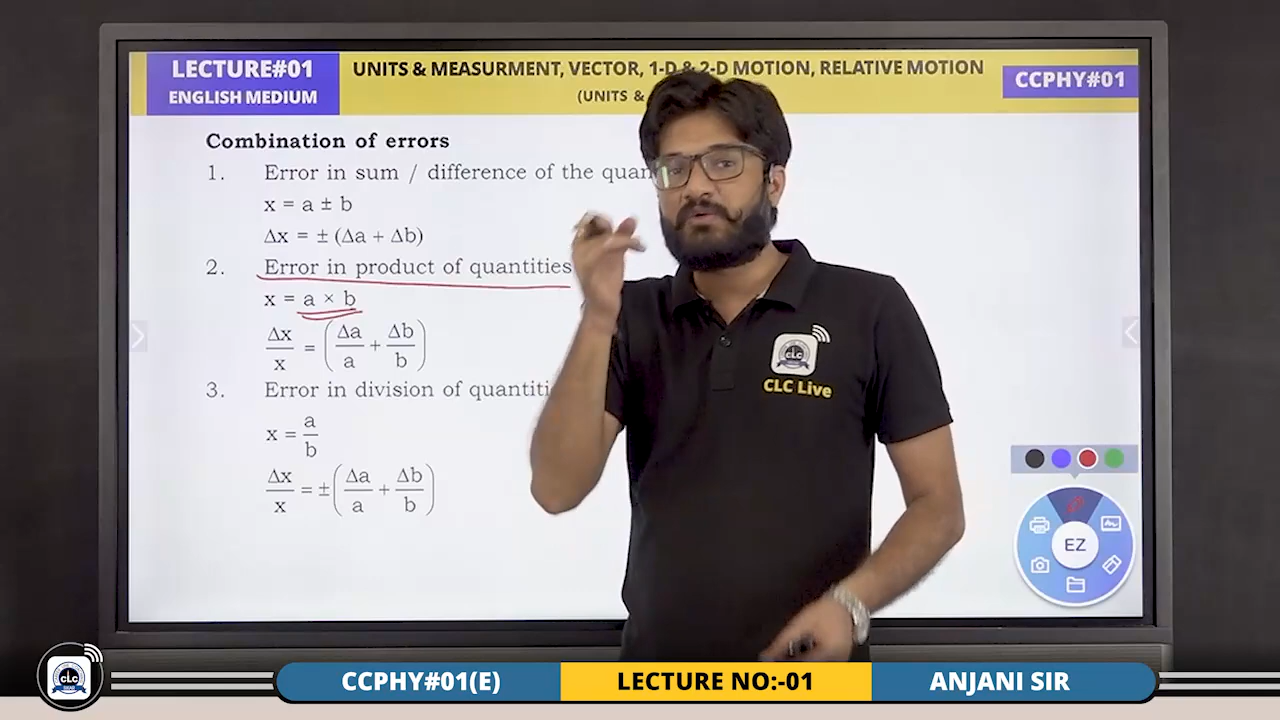 LECTURE#01
ENGLISH MEDIUM
UNITS & MEASURMENT, VECTOR, 1-D & 2-D MOTION, RELATIVE MOTION
(UNITS &
CCPHY#01
Combination of errors
1. Error in sum / difference of the quan
x = a ± b
Δx = ± (Δa + Δb)
2. Error in product of quantities
x = a × b
Δx/x = (Δa/a + Δb/b)
3. Error in division of quantiti
x = a/b
Δx/x = ±(Δa/a + Δb/b)
CLC
CLC Live
EZ
CLC
CCPHY#01(E)
LECTURE NO:-01
ANJANI SIR